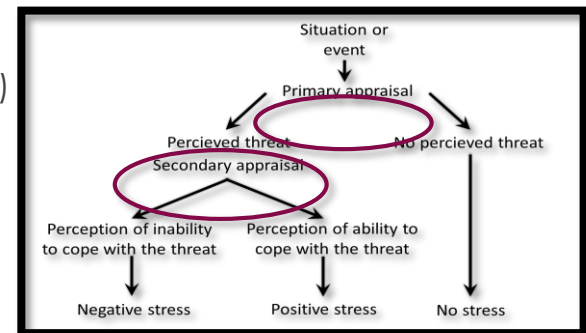 )
Situation or
event
Primary appraisal
Percieved threat
No percieved threat
Secondary appraisal
Perception of inability
to cope with the threat
Perception of ability to
cope with the threat
Negative stress
Positive stress
No stress